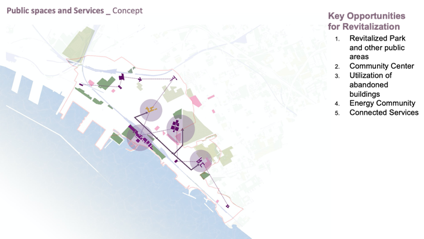 Public spaces and Services _ Concept
Key Opportunities
for Revitalization
1. Revitalized Park
and other public
areas
2. Community Center
3. Utilization of
abandoned
buildings
4. Energy Community
5. Connected Services